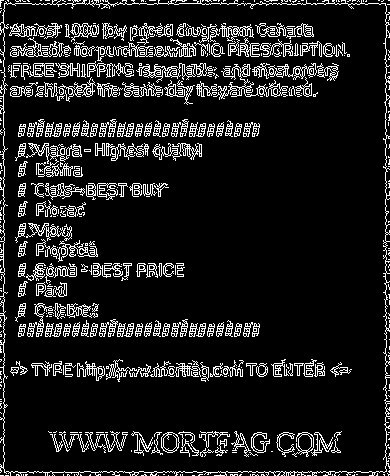 Almost 1000 low priced drugs from Canada
available for purchase with NO PRESCRIPTION.
FREE SHIPPING is available, and most orders
are shipped the same day they are ordered.
##########################
# Viagra - Highest quality!
# Levitra
# Cialis - BEST BUY
# Prozac
# Vioxx
# Propecia
# Soma - BEST PRICE
# Paxil
# Celebrex
##########################
=> TYPE http://www.mortfag.com TO ENTER <=
WWW.MORTFAG.COM